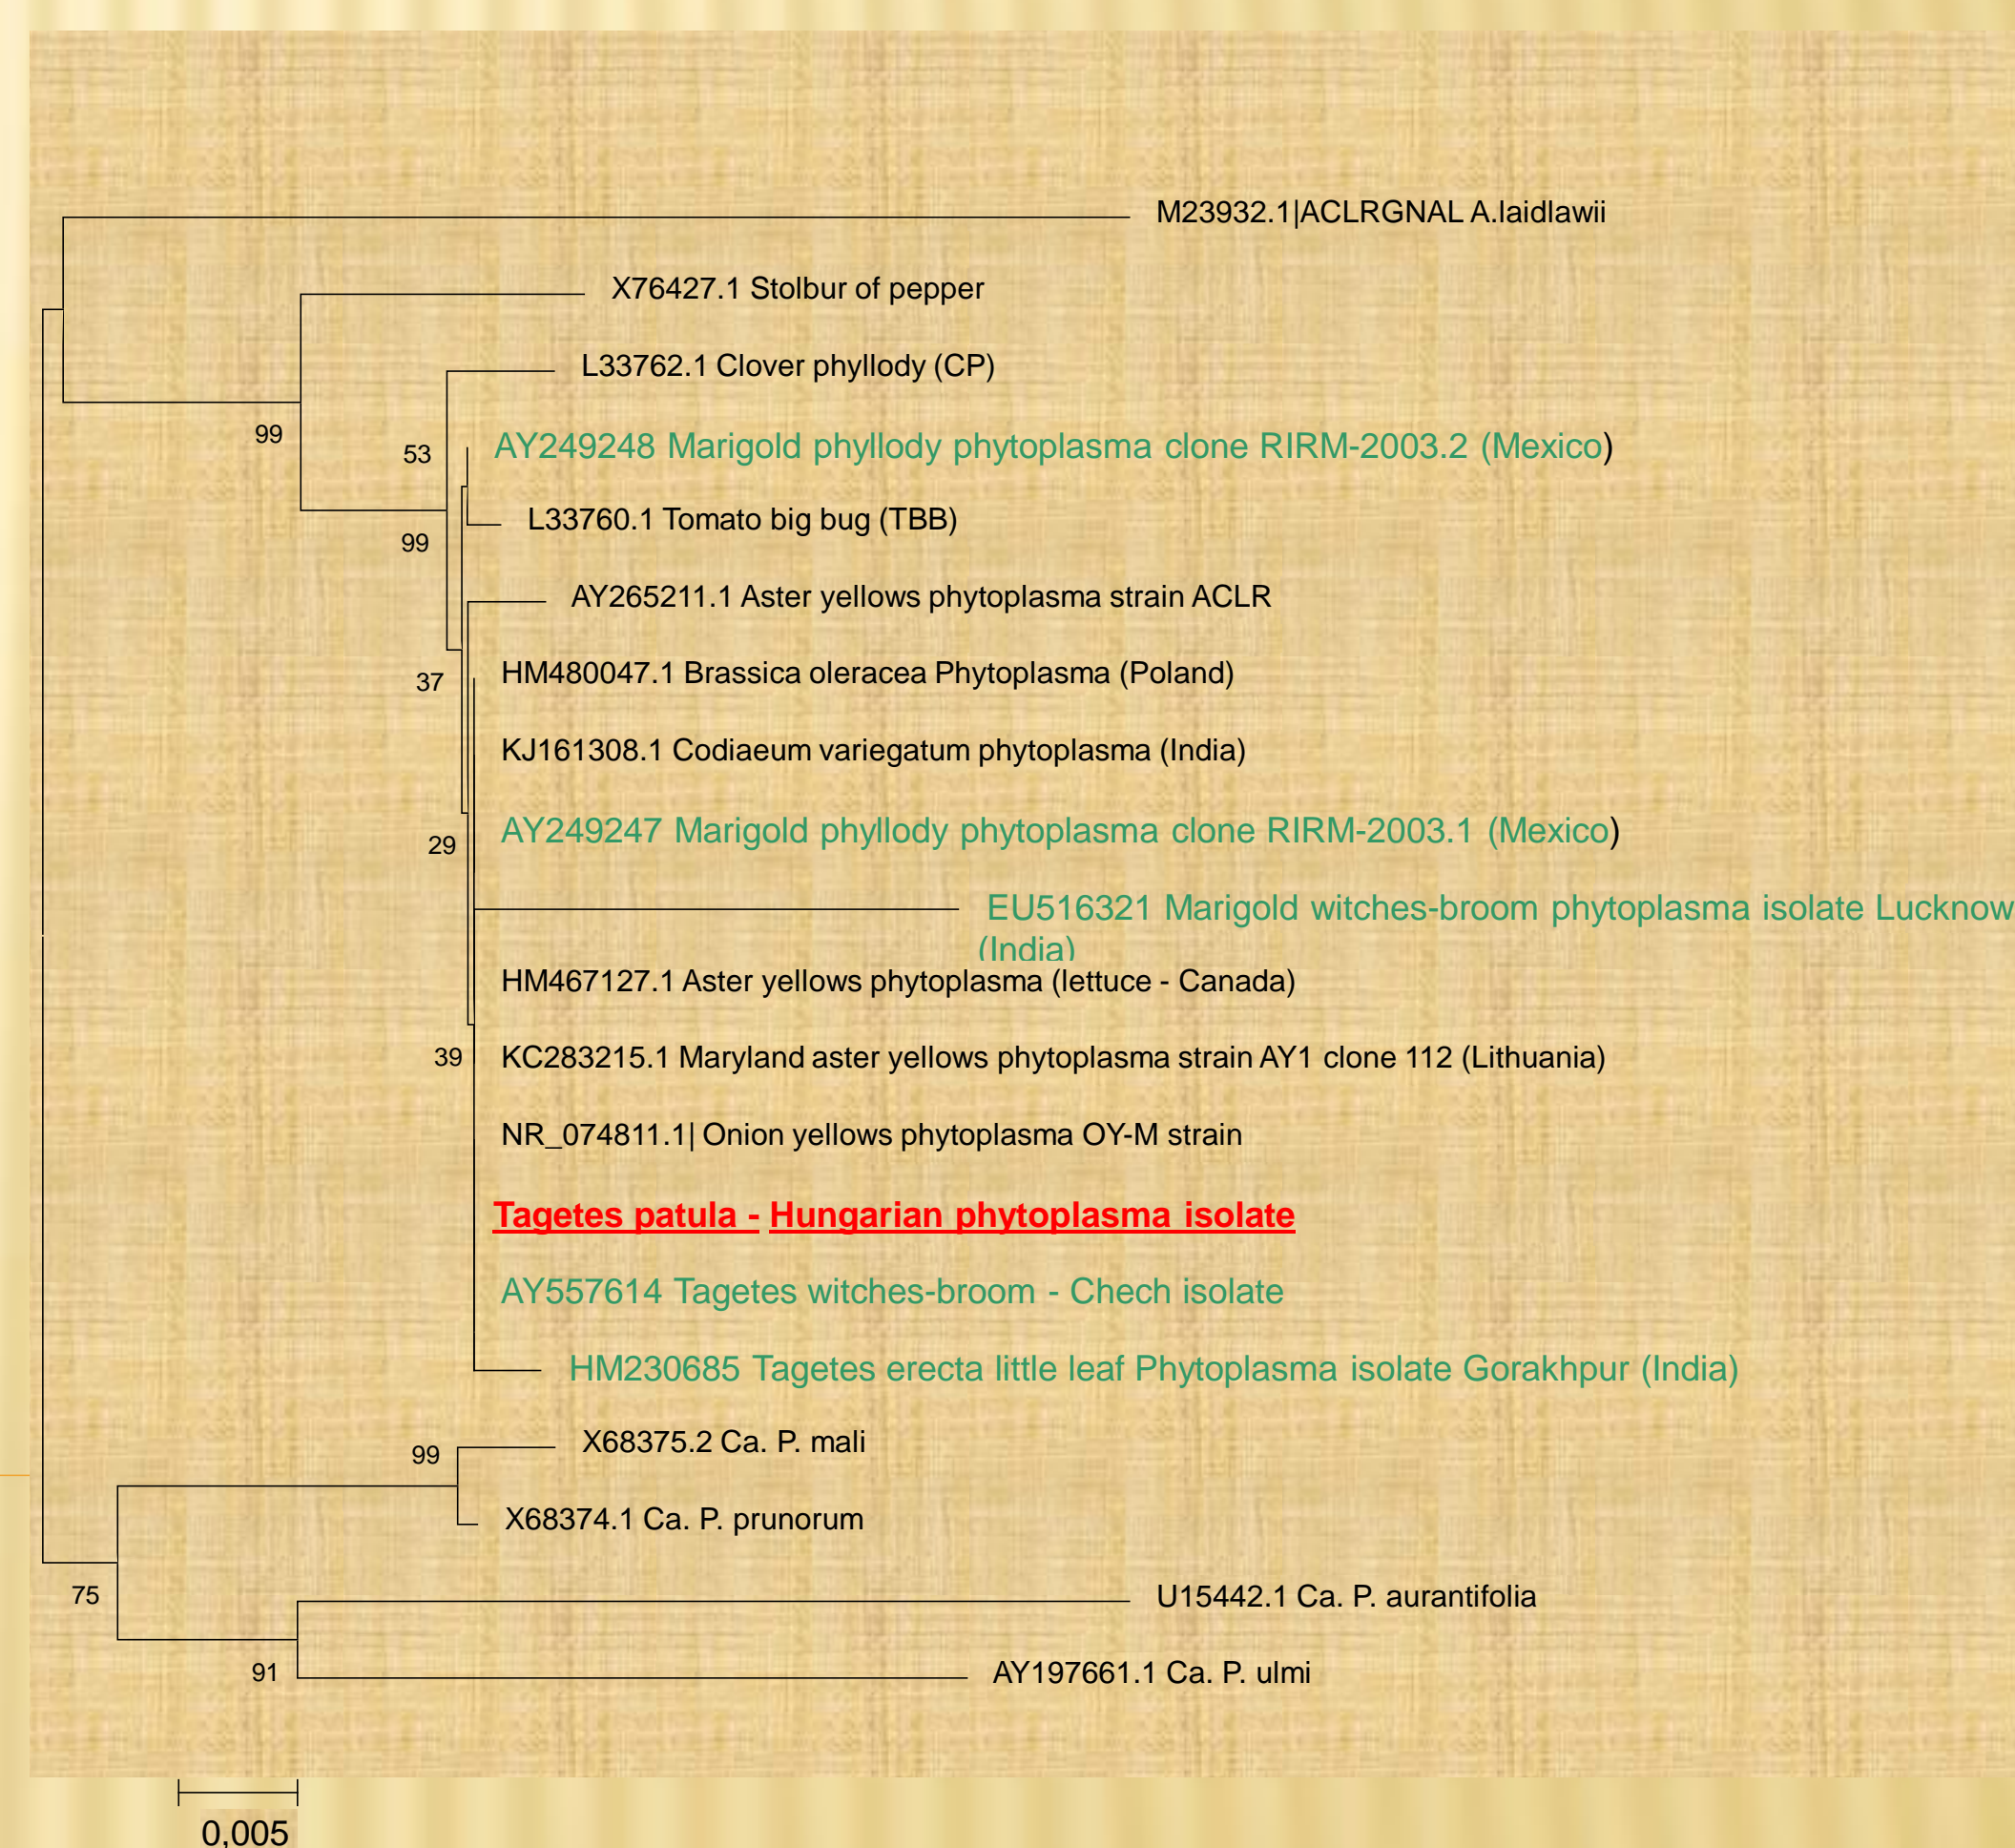 M23932.1|ACLRGNAL A.laidlawii
X76427.1 Stolbur of pepper
L33762.1 Clover phyllody (CP)
99
53
AY249248 Marigold phyllody phytoplasma clone RIRM-2003.2 (Mexico)
L33760.1 Tomato big bug (TBB)
99
AY265211.1 Aster yellows phytoplasma strain ACLR
HM480047.1 Brassica oleracea Phytoplasma (Poland)
37
KJ161308.1 Codiaeum variegatum phytoplasma (India)
AY249247 Marigold phyllody phytoplasma clone RIRM-2003.1 (Mexico)
29
EU516321 Marigold witches-broom phytoplasma isolate Lucknow
(India)
HM467127.1 Aster yellows phytoplasma (lettuce - Canada)
39
KC283215.1 Maryland aster yellows phytoplasma strain AY1 clone 112 (Lithuania)
NR_074811.1| Onion yellows phytoplasma OY-M strain
Tagetes patula - Hungarian phytoplasma isolate
AY557614 Tagetes witches-broom - Chech isolate
HM230685 Tagetes erecta little leaf Phytoplasma isolate Gorakhpur (India)
99
X68375.2 Ca. P. mali
X68374.1 Ca. P. prunorum
75
U15442.1 Ca. P. aurantifolia
91
AY197661.1 Ca. P. ulmi
0,005